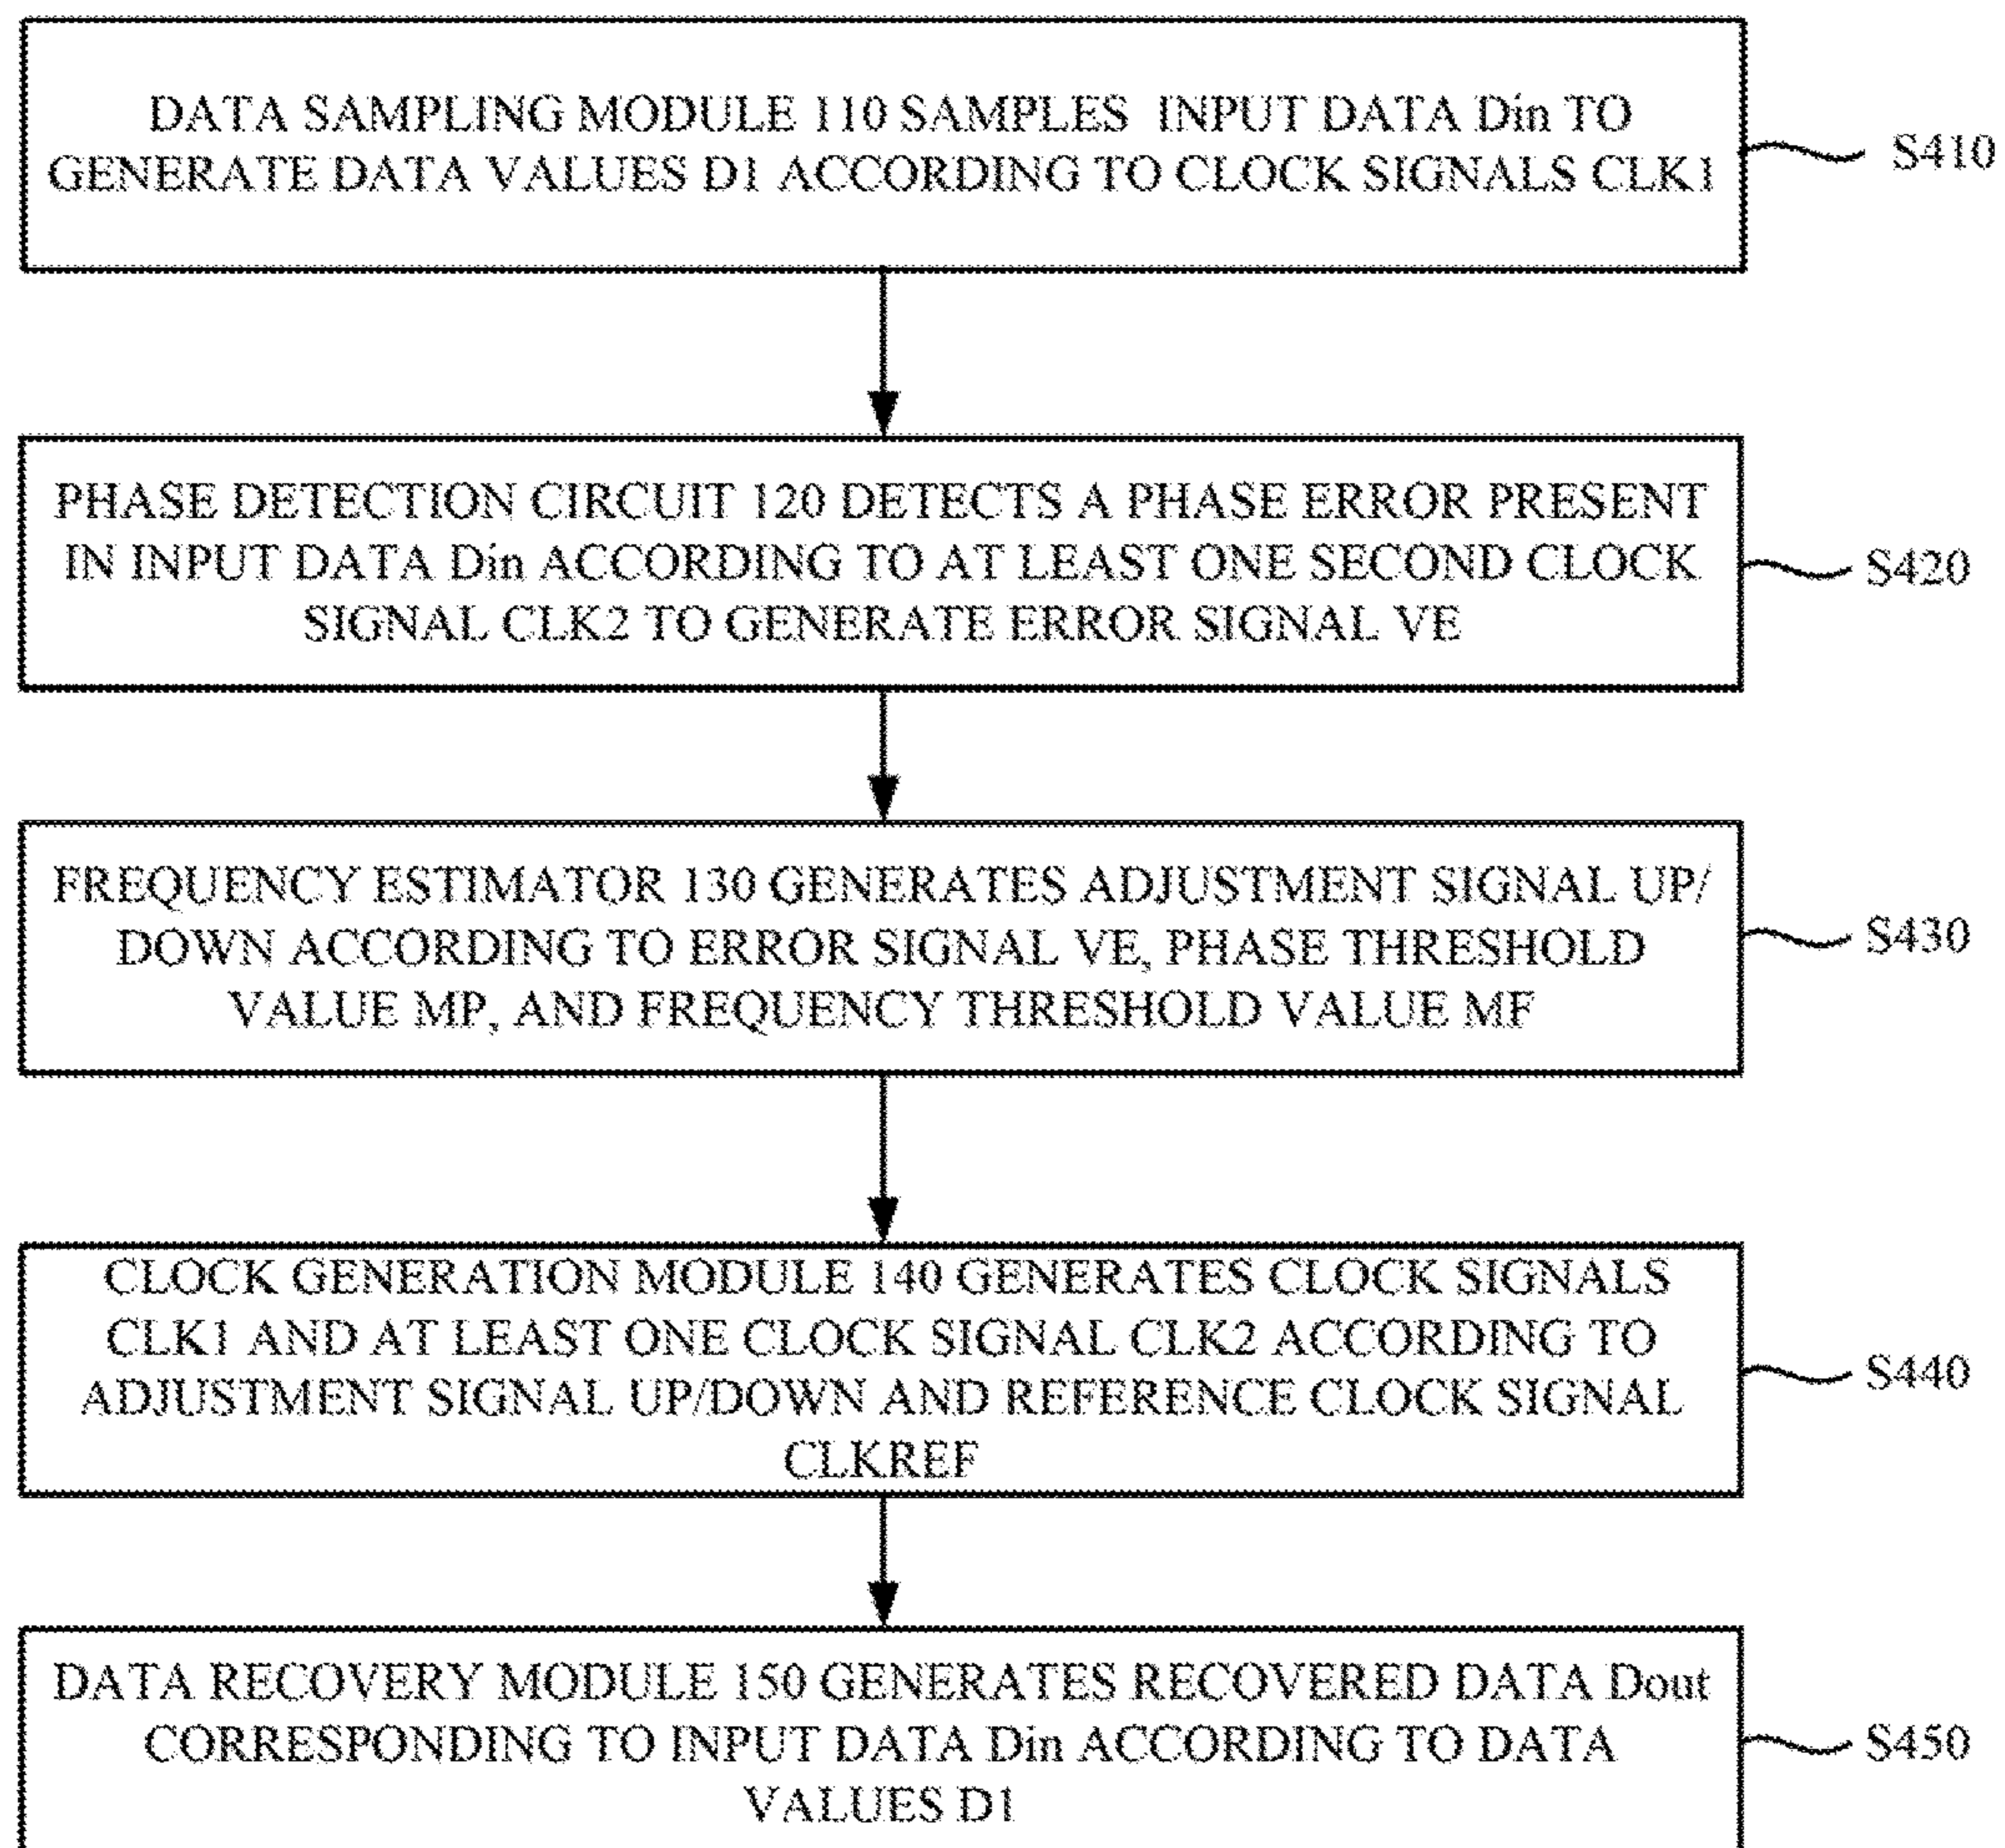 DATA SAMPLING MODULE 110 SAMPLES INPUT DATA Din TO
GENERATE DATA VALUES D1 ACCORDING TO CLOCK SIGNALS CLK1
S410
PHASE DETECTION CIRCUIT 120 DETECTS A PHASE ERROR PRESENT
IN INPUT DATA Din ACCORDING TO AT LEAST ONE SECOND CLOCK
SIGNAL CLK2 TO GENERATE ERROR SIGNAL VE
S420
FREQUENCY ESTIMATOR 130 GENERATES ADJUSTMENT SIGNAL UP/
DOWN ACCORDING TO ERROR SIGNAL VE, PHASE THRESHOLD
VALUE MP, AND FREQUENCY THRESHOLD VALUE MF
S430
CLOCK GENERATION MODULE 140 GENERATES CLOCK SIGNALS
CLK1 AND AT LEAST ONE CLOCK SIGNAL CLK2 ACCORDING TO
ADJUSTMENT SIGNAL UP/DOWN AND REFERENCE CLOCK SIGNAL
CLKREF
S440
DATA RECOVERY MODULE 150 GENERATES RECOVERED DATA Dout
CORRESPONDING TO INPUT DATA Din ACCORDING TO DATA
VALUES D1
S450